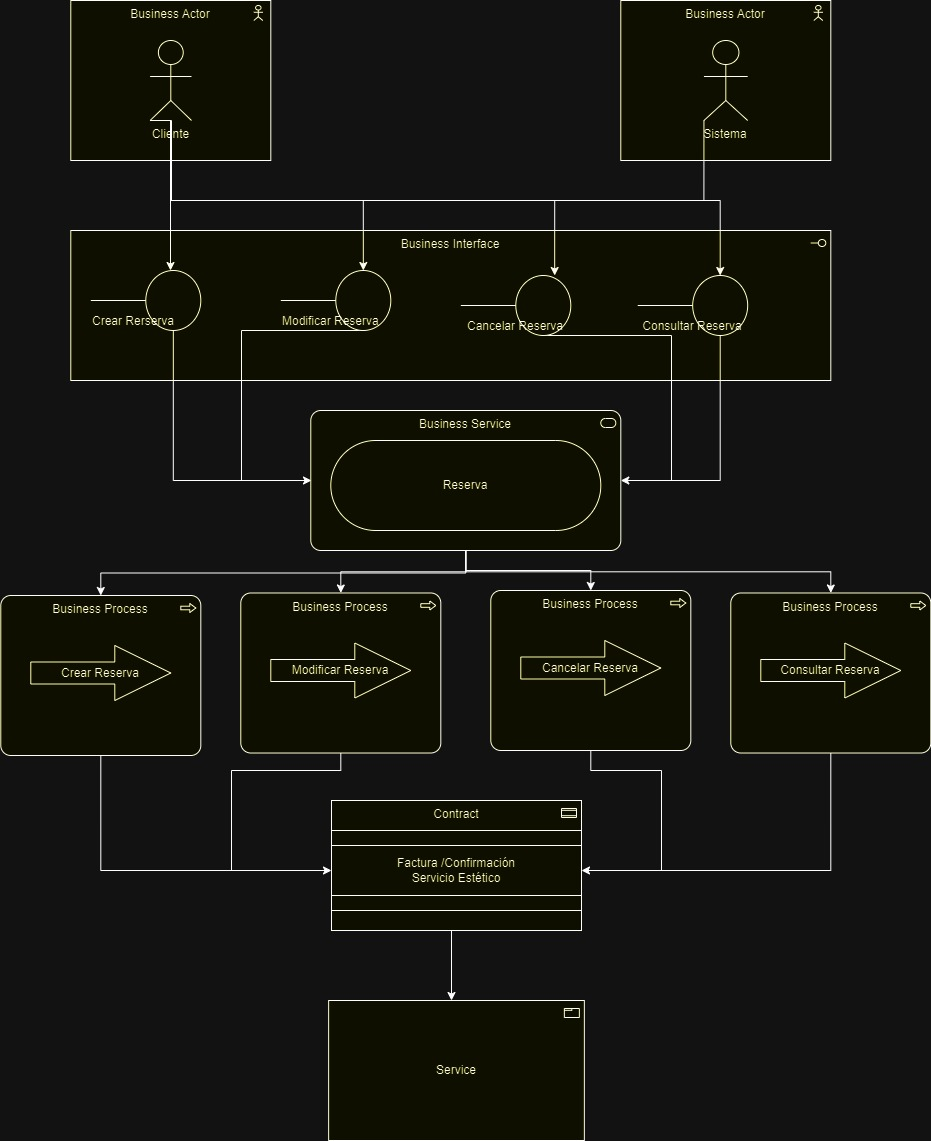 Business Actor
Business Actor
Cliente
Sistema
Business Interface
Crear Rerserva
Modificar Reserva
Cancelar Reserva
Consultar Reserva
Business Service
Reserva
Business Process
Business Process
Business Process
Business Process
Crear Reserva
Modificar Reserva
Cancelar Reserva
Consultar Reserva
Contract
Factura /Confirmación
Servicio Estético
Service